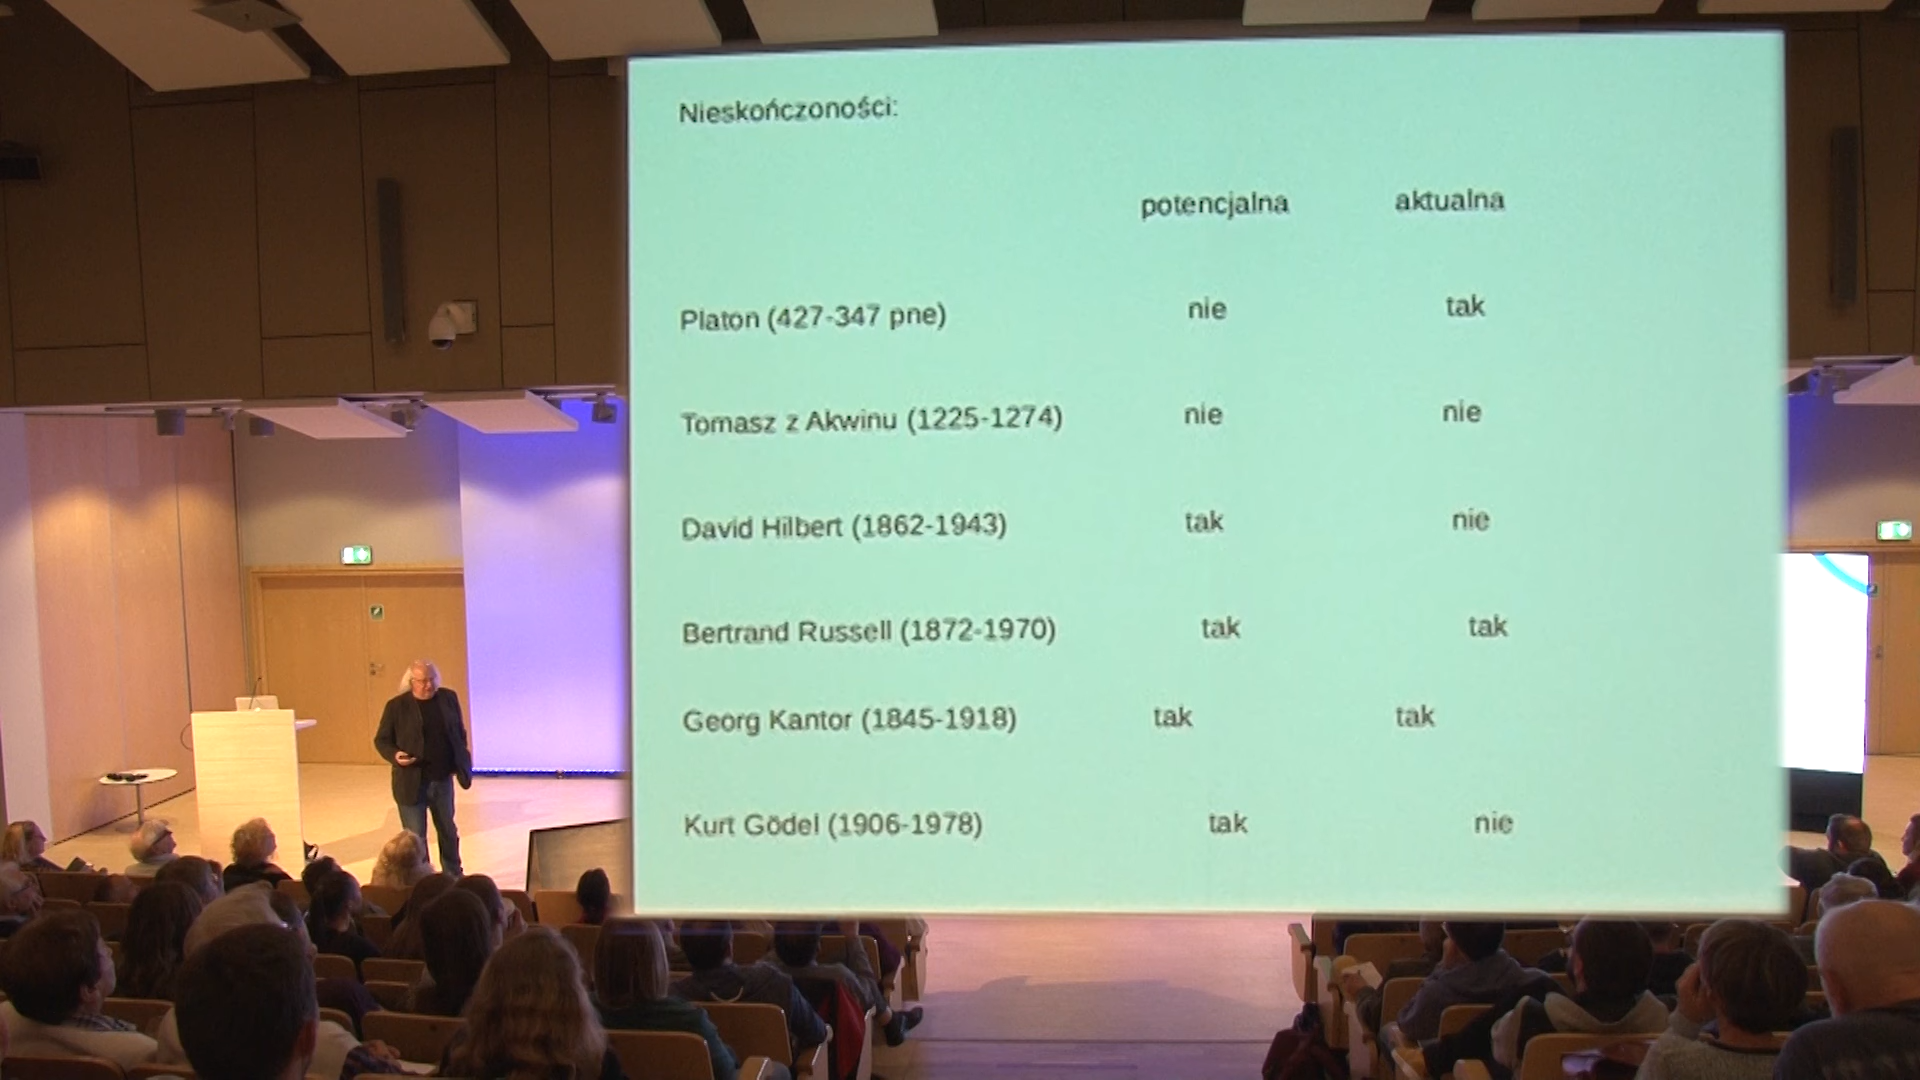 Nieskończoności:
potencjalna aktualna
Platon (427-347 pne) nie tak
Tomasz z Akwinu (1225-1274) nie nie
David Hilbert (1862-1943) tak nie
Bertrand Russell (1872-1970) tak tak
Georg Kantor (1845-1918) tak tak
Kurt Gödel (1906-1978) tak nie